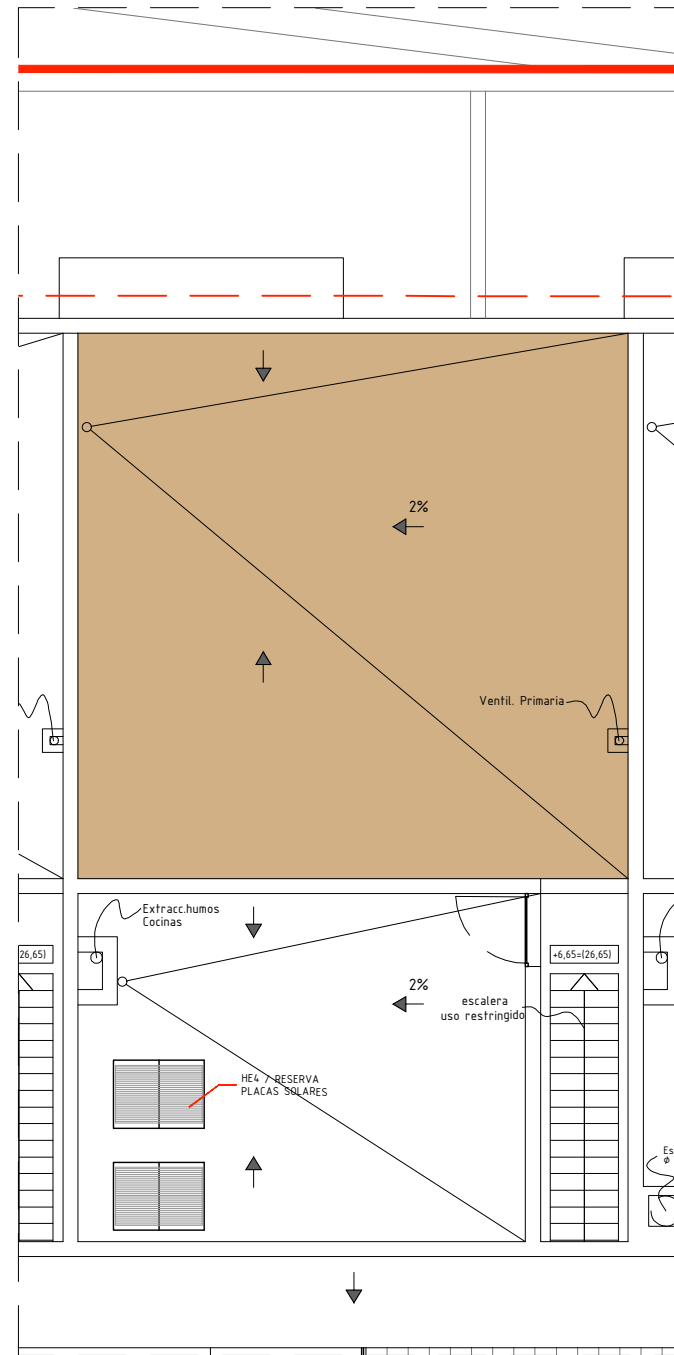 2%
Ventil. Primaria
Extracc.humos
Cocinas
26,65)
+6,65=(26,65)
2%
escalera
uso restringido
HE4 / RESERVA
PLACAS SOLARES
Es
ø